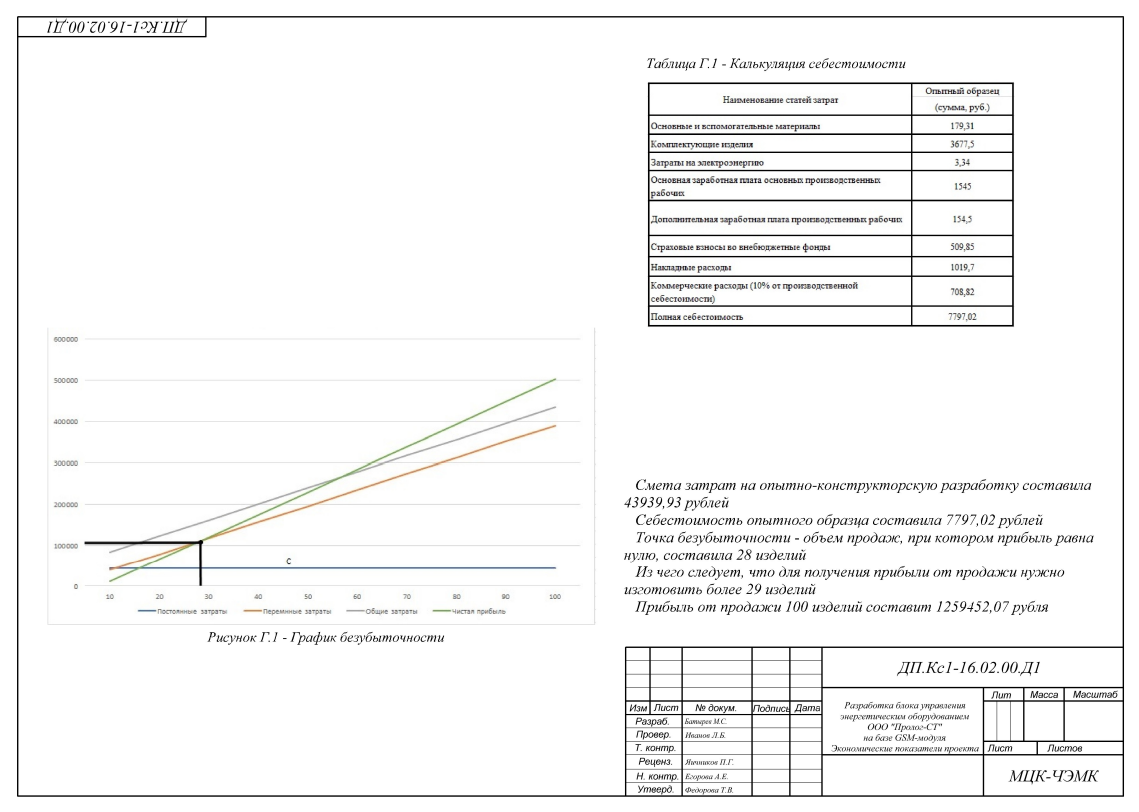 ДП.Кс1-16.02.00.Д1
Таблица Г.1 - Калькуляция себестоимости
Наименование статей затрат
Опытный образец
(сумма, руб.)
Основные и вспомогательные материалы 179,31
Комплектующие изделия 3677,5
Затраты на электроэнергию 3,34
Основная заработная плата основных производственных
рабочих 1545
Дополнительная заработная плата производственных рабочих 154,5
Страховые взносы во внебюджетные фонды 509,85
Накладные расходы 1019,7
Коммерческие расходы (10% от производственной
себестоимости) 708,82
Полная себестоимость 7797,02
600000
500000
400000
300000
200000
100000
0
С
10 20 30 40 50 60 70 80 90 100
Постоянные затраты Перемнные затраты Общие затраты Чистая прибыль
Рисунок Г.1 - График безубыточности
Смета затрат на опытно-конструкторскую разработку составила
43939,93 рублей
Себестоимость опытного образца составила 7797,02 рублей
Точка безубыточности - объем продаж, при котором прибыль равна
нулю, составила 28 изделий
Из чего следует, что для получения прибыли от продажи нужно
изготовить более 29 изделий
Прибыль от продажи 100 изделий составит 1259452,07 рубля
ДП.Кс1-16.02.00.Д1
Изм Лист № докум. Подпись Дата
Разраб. Батырев М.С.
Провер. Иванов Л.Б.
Т. контр.
Реценз. Яичников П.Г.
Н. контр. Егорова А.Е.
Утверд. Федорова Т.В.
Разработка блока управления
энергетическим оборудованием
ООО "Пролог-СТ"
на базе GSM-модуля
Экономические показатели проекта
Лит Масса Масштаб
Лист Листов
МЦК-ЧЭМК